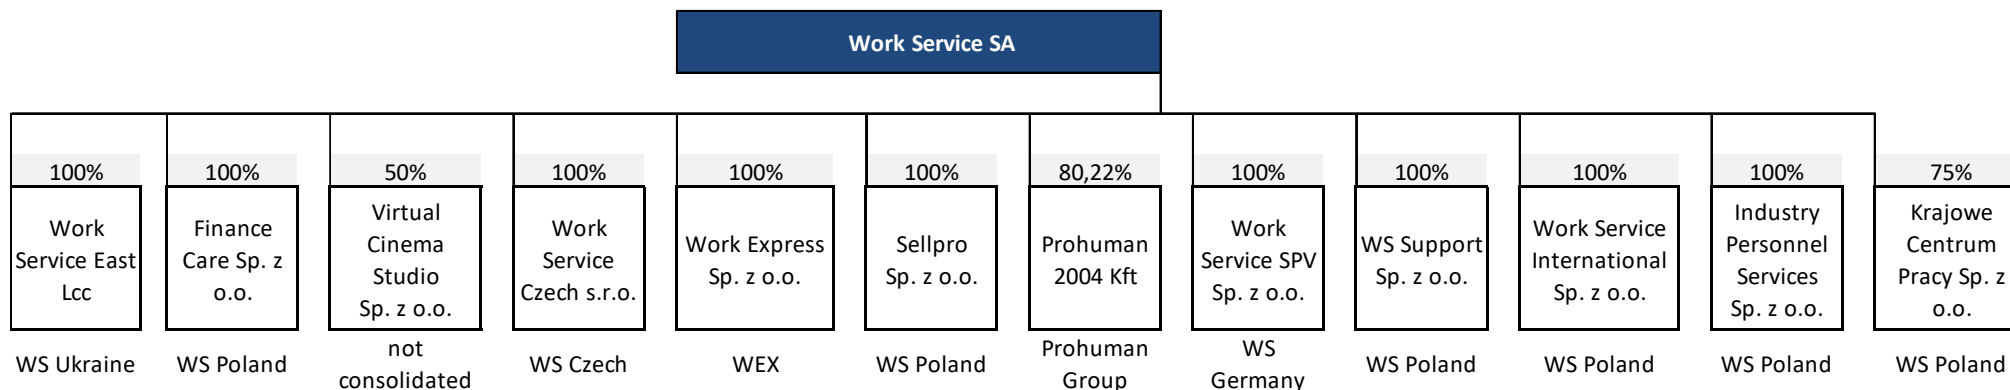 Work Service SA
100%
100%
50%
100%
100%
100%
80,22%
100%
100%
100%
100%
75%
Work
Service East
Lcc
Finance
Care Sp. z
o.o.
Virtual
Cinema
Studio
Sp. z o.o.
Work
Service
Czech s.r.o.
Work Express
Sp. z o.o.
Sellpro
Sp. z o.o.
Prohuman
2004 Kft
Work
Service SPV
Sp. z o.o.
WS Support
Sp. z o.o.
Work Service
International
Sp. z o.o.
Industry
Personnel
Services
Sp. z o.o.
Krajowe
Centrum
Pracy Sp. z
o.o.
WS Ukraine
WS Poland
not
consolidated
WS Czech
WEX
WS Poland
Prohuman
Group
WS
Germany
WS Poland
WS Poland
WS Poland
WS Poland